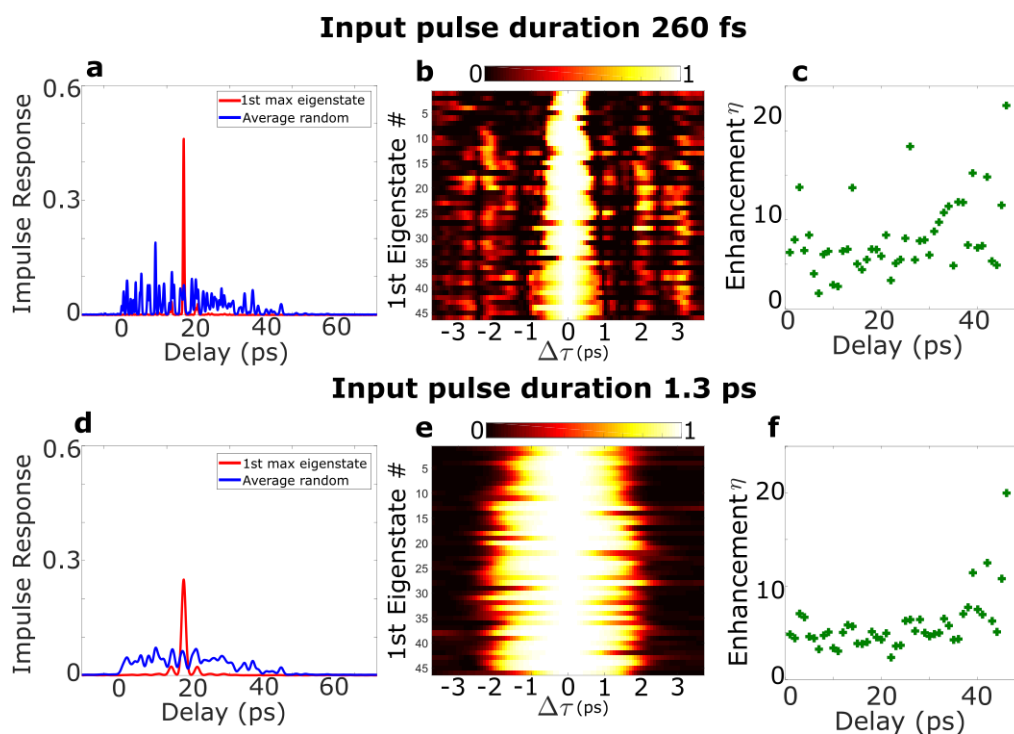 Input pulse duration 260 fs
a
Impulse Response
0.6
0.3
0
1st max eigenstate
Average random
0 20 40 60
Delay (ps)
b
0 1
1st Eigenstate #
5
10
15
20
25
30
35
40
45
-3 -2 -1 0 1 2 3
Δτ (ps)
c
Enhancement η
20
10
0
0 20 40
Delay (ps)
Input pulse duration 1.3 ps
d
Impulse Response
0.6
0.3
0
1st max eigenstate
Average random
0 20 40 60
Delay (ps)
e
0 1
1st Eigenstate #
5
10
15
20
25
30
35
40
45
-3 -2 -1 0 1 2 3
Δτ (ps)
f
Enhancement η
20
10
0
0 20 40
Delay (ps)